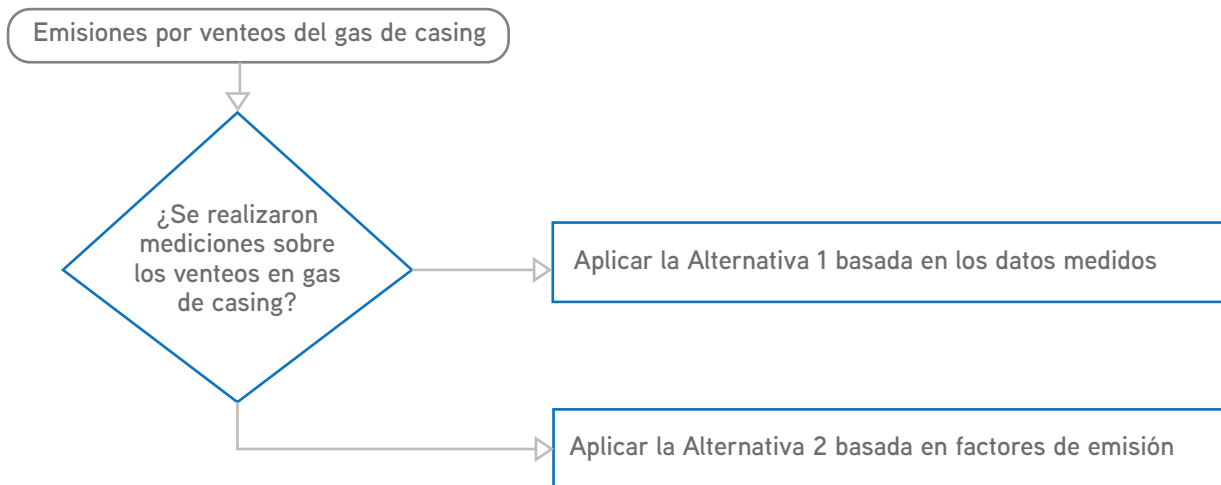 Emisiones por venteos del gas de casing
¿Se realizaron
mediciones sobre
los venteos en gas
de casing?
Aplicar la Alternativa 1 basada en los datos medidos
Aplicar la Alternativa 2 basada en factores de emisión